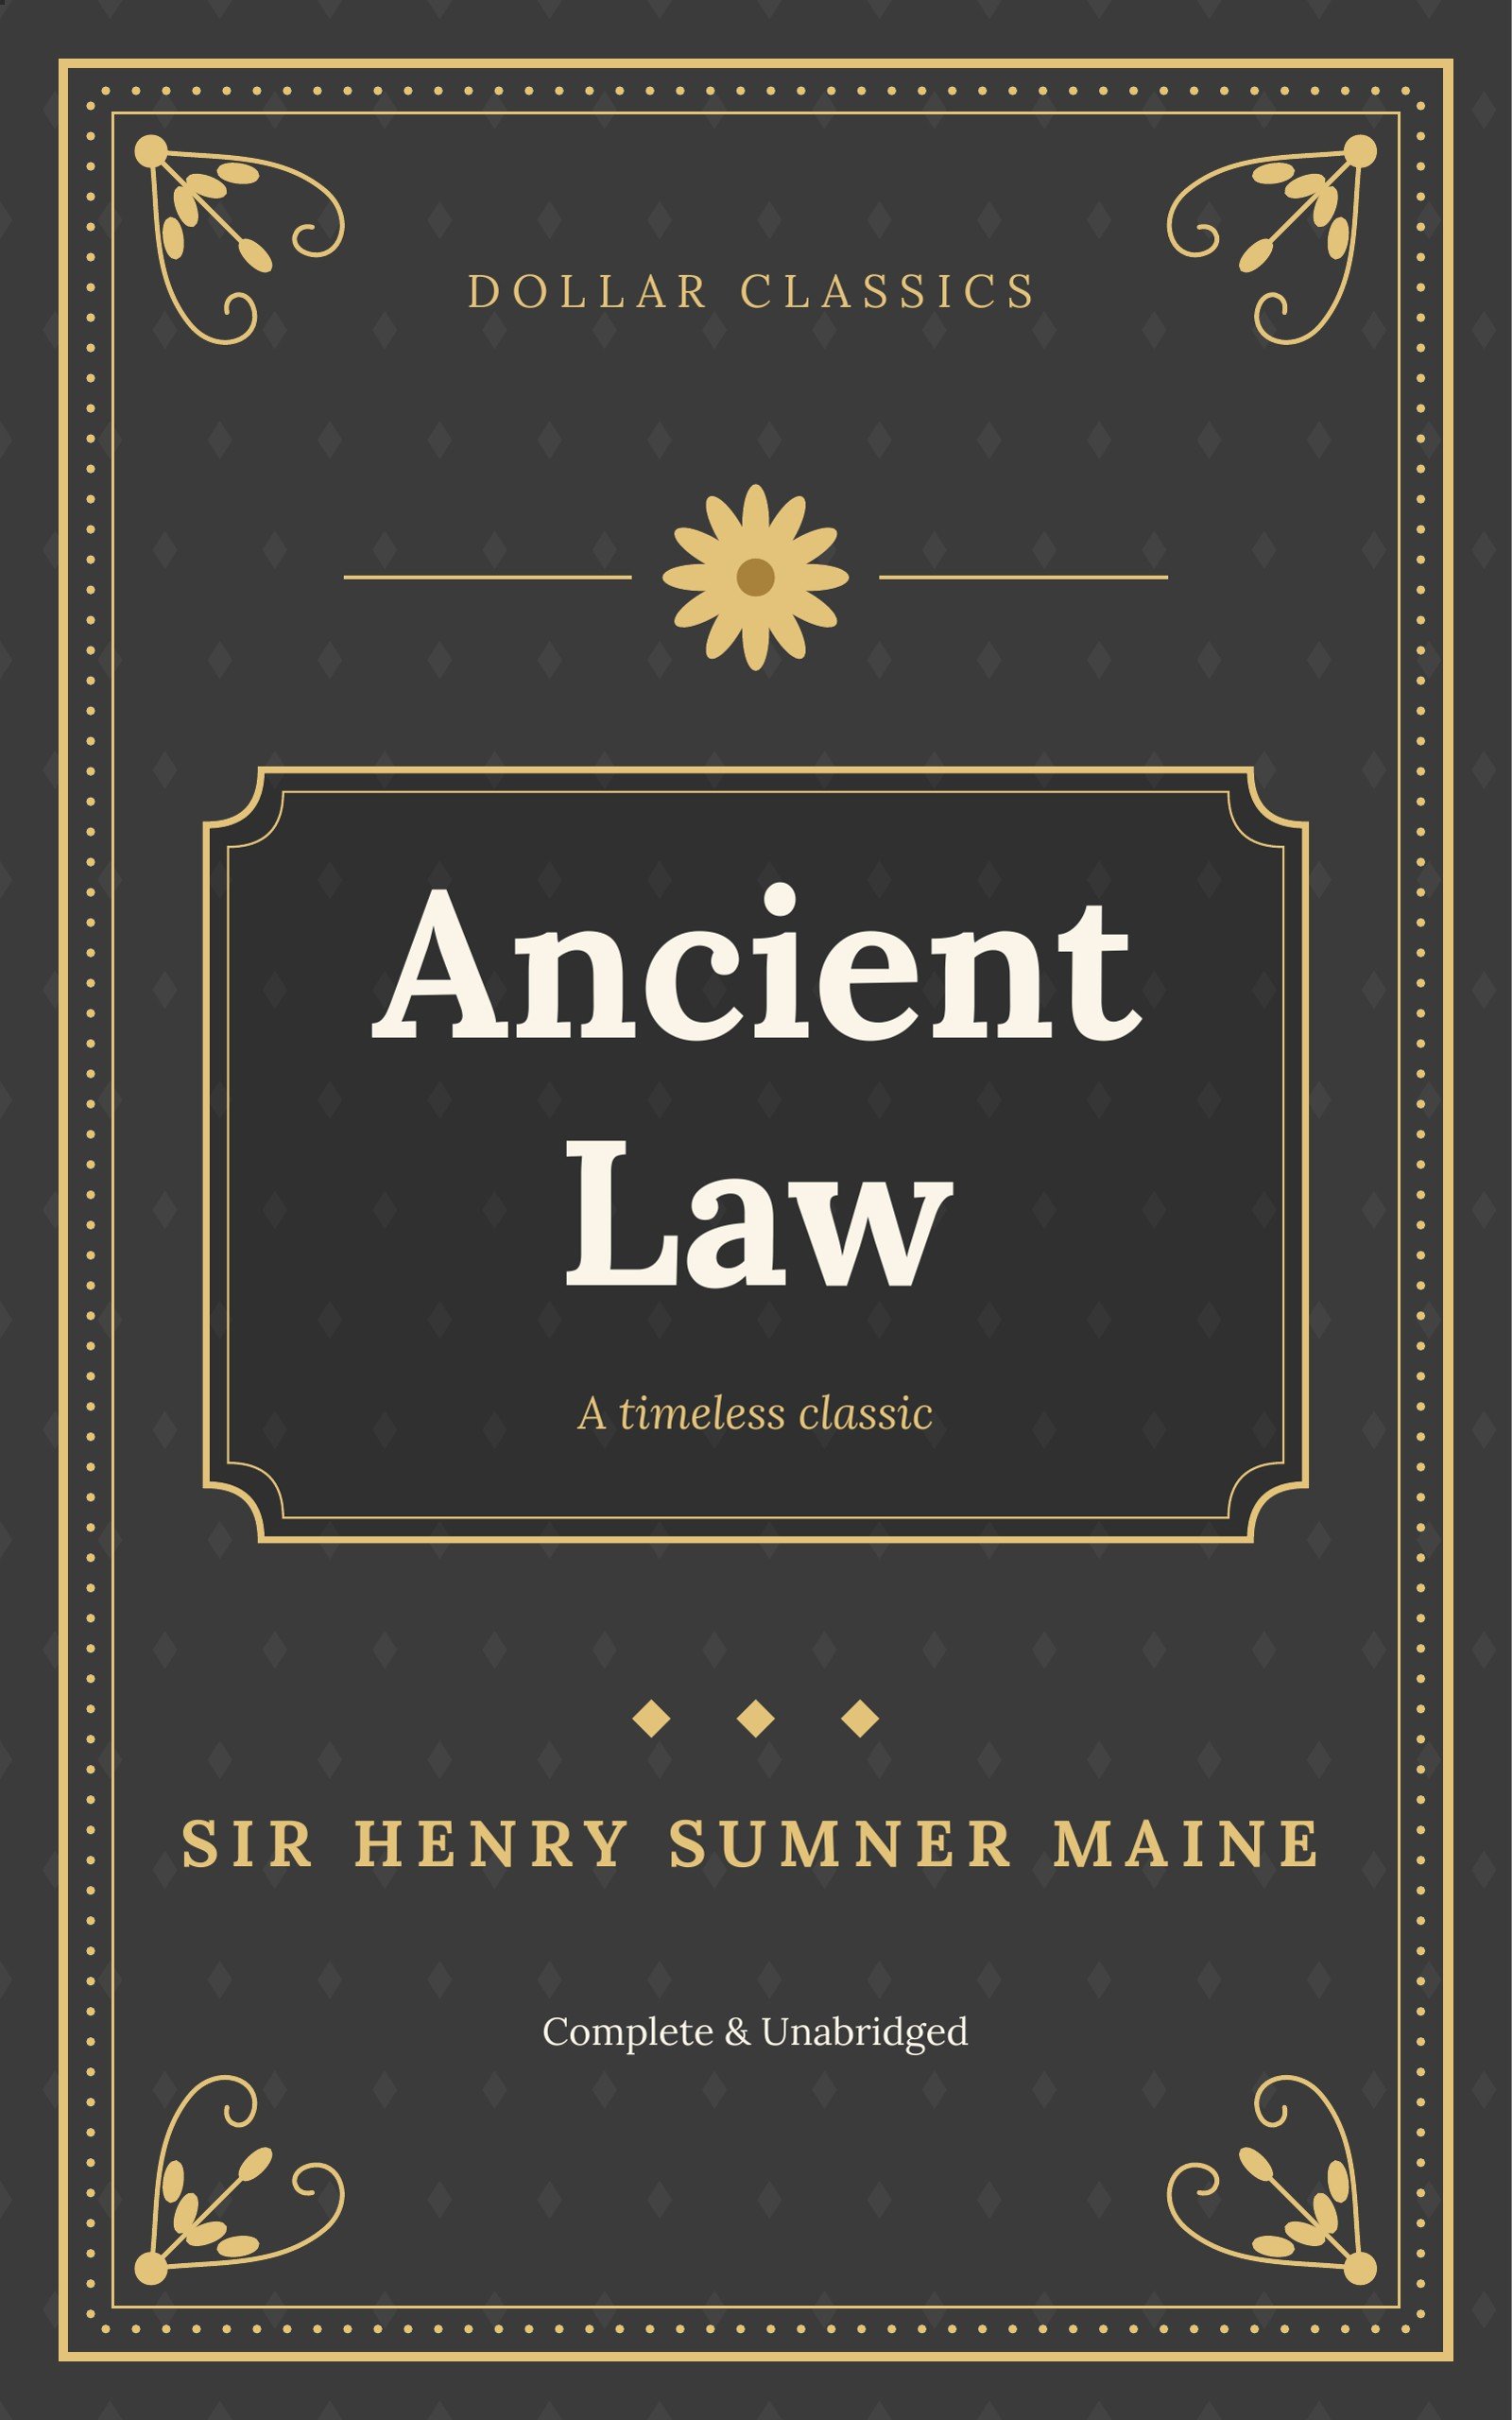 DOLLAR CLASSICS
Ancient
Law
A timeless classic
SIR HENRY SUMNER MAINE
Complete & Unabridged